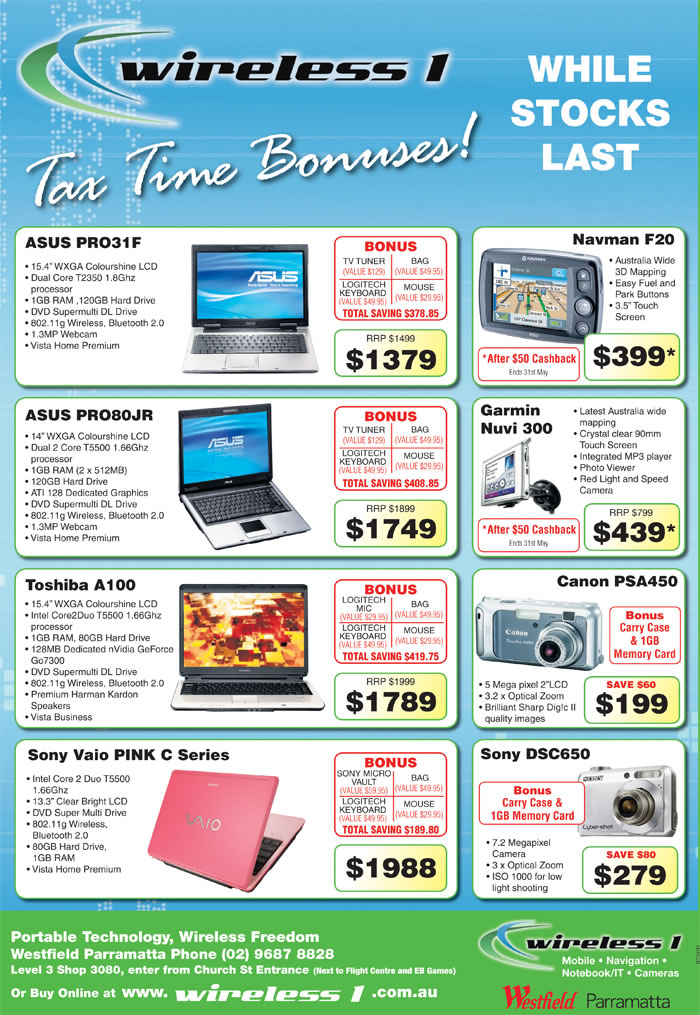 wireless 1
WHILE
STOCKS
LAST
Tax Time Bonuses!
ASUS PRO31F
• 15.4" WXGA Colourshine LCD
• Dual Core T2350 1.8Ghz
processor
• 1GB RAM ,120GB Hard Drive
• DVD Supermulti DL Drive
• 802.11g Wireless, Bluetooth 2.0
• 1.3MP Webcam
• Vista Home Premium
ASUS
BONUS
TV TUNER
(VALUE $129)
BAG
(VALUE $49.95)
LOGITECH
KEYBOARD
(VALUE $49.95)
MOUSE
(VALUE $29.95)
TOTAL SAVING $378.85
RRP $1499
$1379
Navman F20
• Australia Wide
3D Mapping
• Easy Fuel and
Park Buttons
• 3.5" Touch
Screen
NAVMAN
*After $50 Cashback
Ends 31st May
$399*
ASUS PRO80JR
• 14" WXGA Colourshine LCD
• Dual 2 Core T5500 1.66Ghz
processor
• 1GB RAM (2 x 512MB)
• 120GB Hard Drive
• ATI 128 Dedicated Graphics
• DVD Supermulti DL Drive
• 802.11g Wireless, Bluetooth 2.0
• 1.3MP Webcam
• Vista Home Premium
ASUS
BONUS
TV TUNER
(VALUE $129)
BAG
(VALUE $49.95)
LOGITECH
KEYBOARD
(VALUE $49.95)
MOUSE
(VALUE $29.95)
TOTAL SAVING $408.85
RRP $1899
$1749
Garmin
Nuvi 300
• Latest Australia wide
mapping
• Crystal clear 90mm
Touch Screen
• Integrated MP3 player
• Photo Viewer
• Red Light and Speed
Camera
*After $50 Cashback
Ends 31st May
RRP $799
$439*
Toshiba A100
• 15.4" WXGA Colourshine LCD
• Intel Core2Duo T5500 1.66Ghz
processor
• 1GB RAM, 80GB Hard Drive
• 128MB Dedicated nVidia GeForce
Go7300
• DVD Supermulti DL Drive
• 802.11g Wireless, Bluetooth 2.0
• Premium Harman Kardon
Speakers
• Vista Business
BONUS
LOGITECH
MIC
(VALUE $29.95)
BAG
(VALUE $49.95)
LOGITECH
KEYBOARD
(VALUE $49.95)
MOUSE
(VALUE $29.95)
TOTAL SAVING $419.75
RRP $1999
$1789
Canon PSA450
Canon
Bonus
Carry Case
& 1GB
Memory Card
• 5 Mega pixel 2"LCD
• 3.2 x Optical Zoom
• Brilliant Sharp Dig!c II
quality images
SAVE $60
$199
Sony Vaio PINK C Series
• Intel Core 2 Duo T5500
1.66Ghz
• 13.3" Clear Bright LCD
• DVD Super Multi Drive
• 802.11g Wireless,
Bluetooth 2.0
• 80GB Hard Drive,
1GB RAM
• Vista Home Premium
VAIO
BONUS
SONY MICRO
VAULT
(VALUE $59.95)
BAG
(VALUE $49.95)
LOGITECH
KEYBOARD
(VALUE $49.95)
MOUSE
(VALUE $29.95)
TOTAL SAVING $189.80
$1988
Sony DSC650
Bonus
Carry Case &
1GB Memory Card
SONY
Cyber-shot
• 7.2 Megapixel
Camera
• 3 x Optical Zoom
• ISO 1000 for low
light shooting
SAVE $80
$279
Portable Technology, Wireless Freedom
Westfield Parramatta Phone (02) 9687 8828
Level 3 Shop 3080, enter from Church St Entrance (Next to Flight Centre and EB Games)
Or Buy Online at www. wireless 1 .com.au
wireless 1
Mobile • Navigation •
Notebook/IT • Cameras
Westfield Parramatta